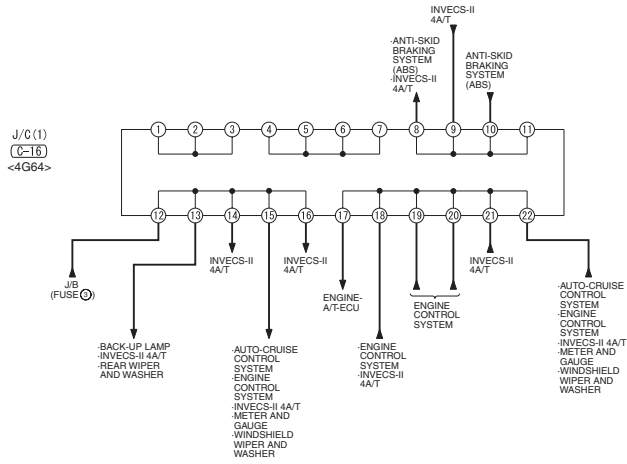 INVECS-II
4A/T
·ANTI-SKID
BRAKING
SYSTEM
(ABS)
·INVECS-II
4A/T
ANTI-SKID
BRAKING
SYSTEM
(ABS)
J/C(1)
C-16
<4G64>
1 2 3 4 5 6 7 8 9 10 11
12 13 14 15 16 17 18 19 20 21 22
J/B
(FUSE 3)
·BACK-UP LAMP
·INVECS-II 4A/T
·REAR WIPER
AND WASHER
INVECS-II
4A/T
·AUTO-CRUISE
CONTROL
SYSTEM
·ENGINE
CONTROL
SYSTEM
·INVECS-II 4A/T
·METER AND
GAUGE
·WINDSHIELD
WIPER AND
WASHER
INVECS-II
4A/T
ENGINE-
A/T-ECU
·ENGINE
CONTROL
SYSTEM
·INVECS-II
4A/T
ENGINE
CONTROL
SYSTEM
INVECS-II
4A/T
·AUTO-CRUISE
CONTROL
SYSTEM
·ENGINE
CONTROL
SYSTEM
·INVECS-II 4A/T
·METER AND
GAUGE
·WINDSHIELD
WIPER AND
WASHER